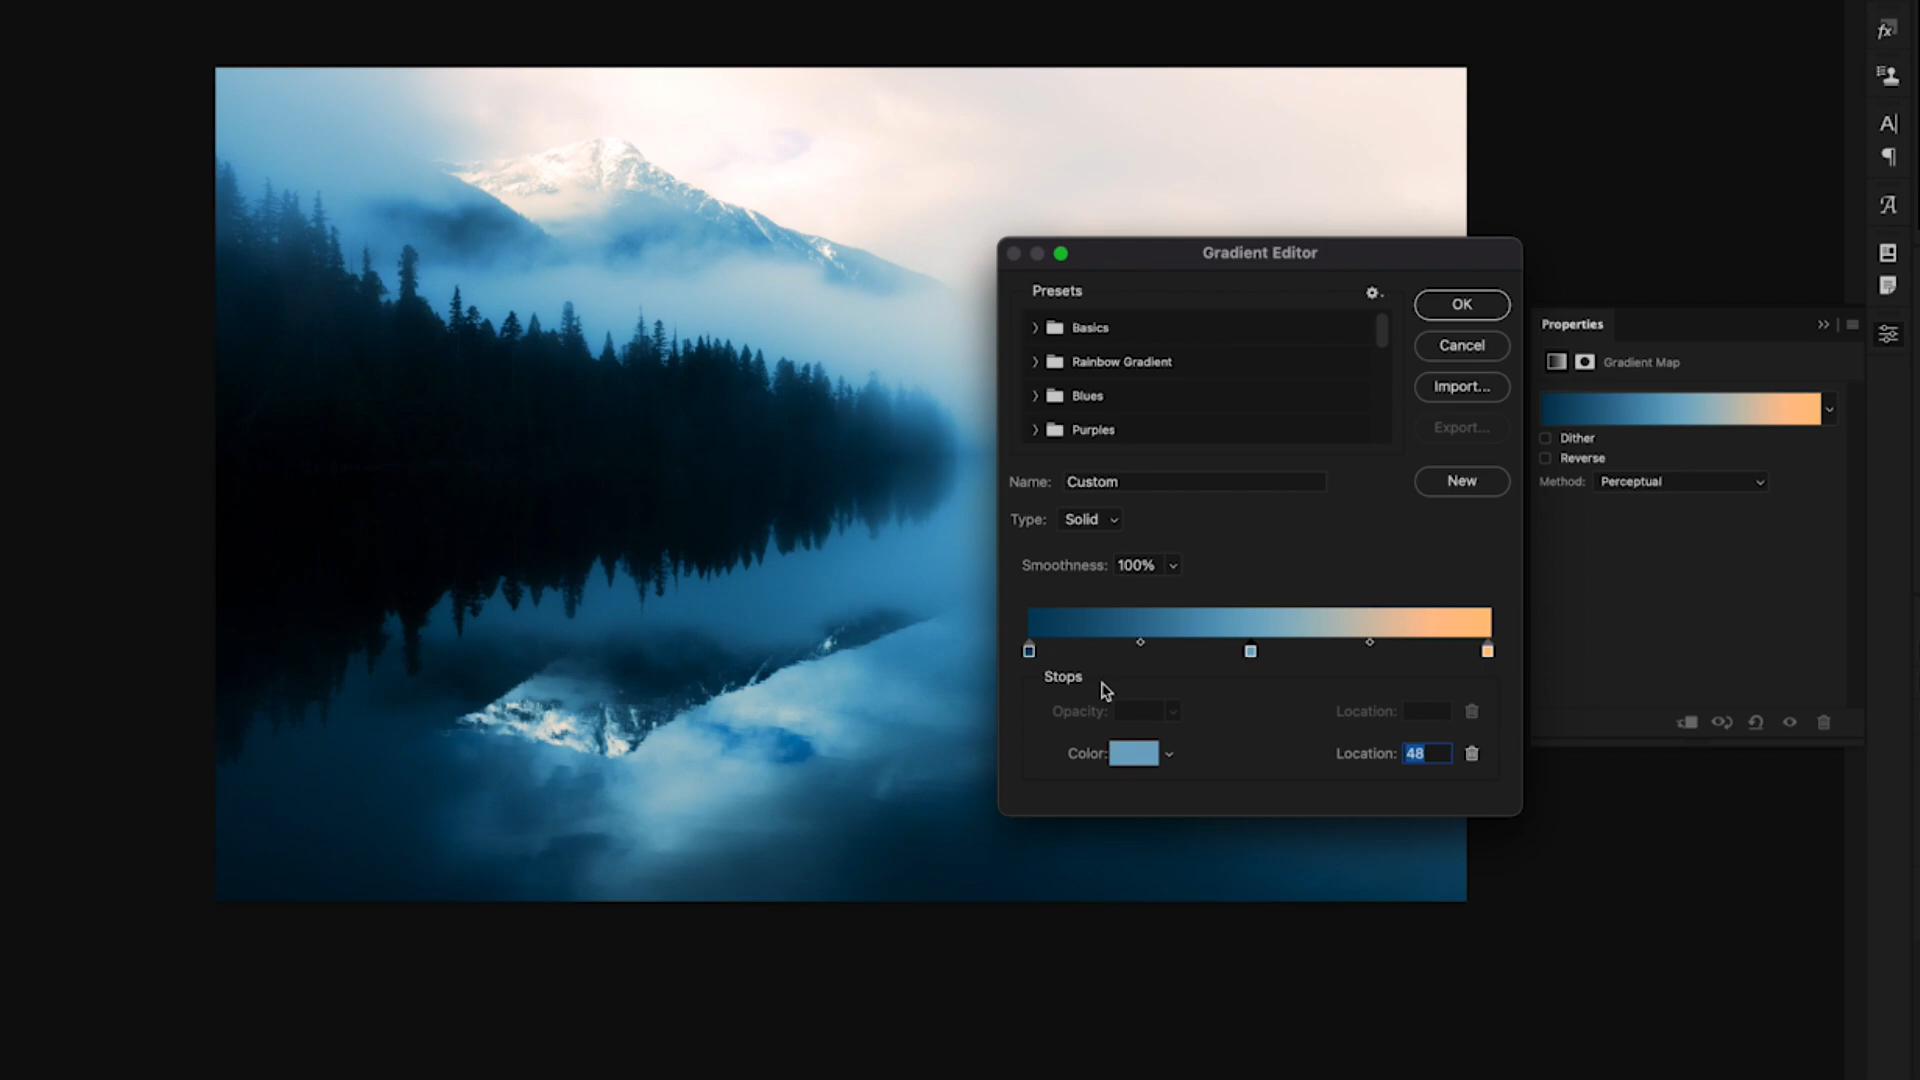 Gradient Editor
Presets
Basics
Rainbow Gradient
Blues
Purples
OK
Cancel
Import...
Export...
Name: Custom
New
Type: Solid
Smoothness: 100%
Stops
Opacity:
Location:
Color:
Location: 48
Properties
Gradient Map
Dither
Reverse
Method: Perceptual
fx
A|
¶
A